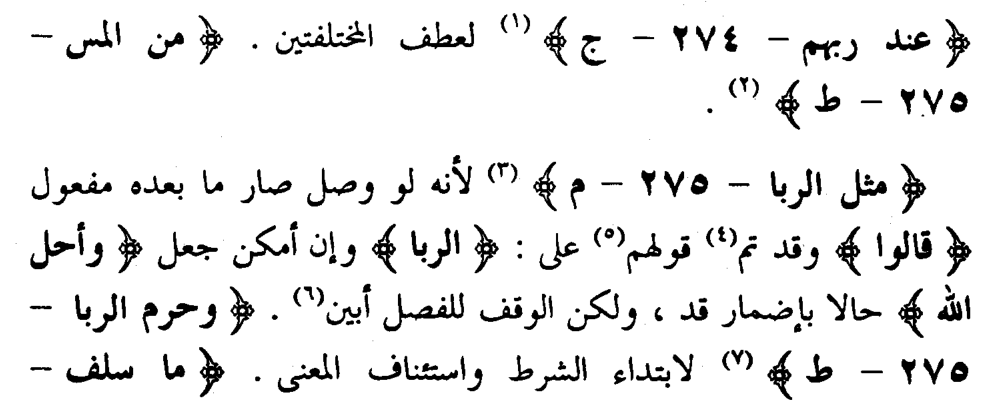 ﴿ عند ربهم – ٢٧٤ – ج ﴾ (١) لعطف المختلفتين . ﴿ من المس –
٢٧٥ – ط ﴾ (٢) .
﴿ مثل الربا – ٢٧٥ – م ﴾ (٣) لأنه لو وصل صار ما بعده مفعول
﴿ قالوا ﴾ وقد تم(٤) قولهم(٥) على : ﴿ الربا ﴾ وإن أمكن جعل ﴿ وأحل
الله ﴾ حالا بإضمار قد ، ولكن الوقف للفصل أبين(٦) . ﴿ وحرم الربا –
٢٧٥ – ط ﴾ (٧) لابتداء الشرط واستئناف المعنى . ﴿ ما سلف –